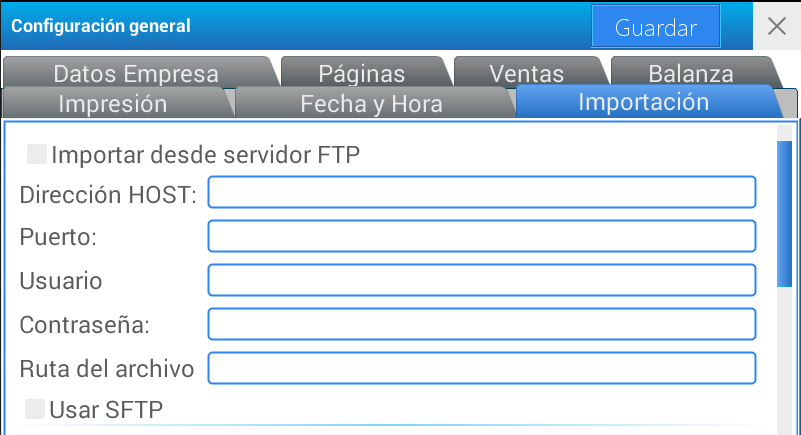 Configuración general
Guardar
Datos Empresa
Páginas
Ventas
Balanza
Impresión
Fecha y Hora
Importación
Importar desde servidor FTP
Dirección HOST:
Puerto:
Usuario
Contraseña:
Ruta del archivo
Usar SFTP